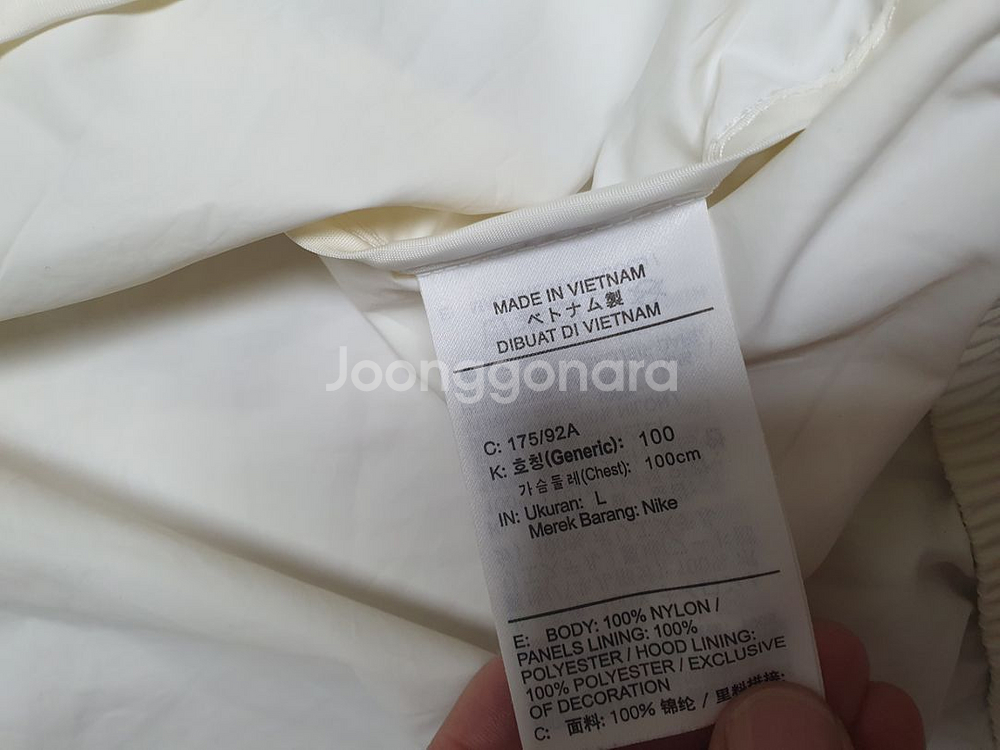 MADE IN VIETNAM
ベトナム製
DIBUAT DI VIETNAM
Joonggonara
C: 175/92A
K: 호칭(Generic): 100
가슴둘레(Chest): 100cm
IN: Ukuran: L
Merek Barang: Nike
E: BODY: 100% NYLON /
PANELS LINING: 100%
POLYESTER / HOOD LINING:
100% POLYESTER / EXCLUSIVE
OF DECORATION
C: 面料: 100% 锦纶 / 里料拼接: